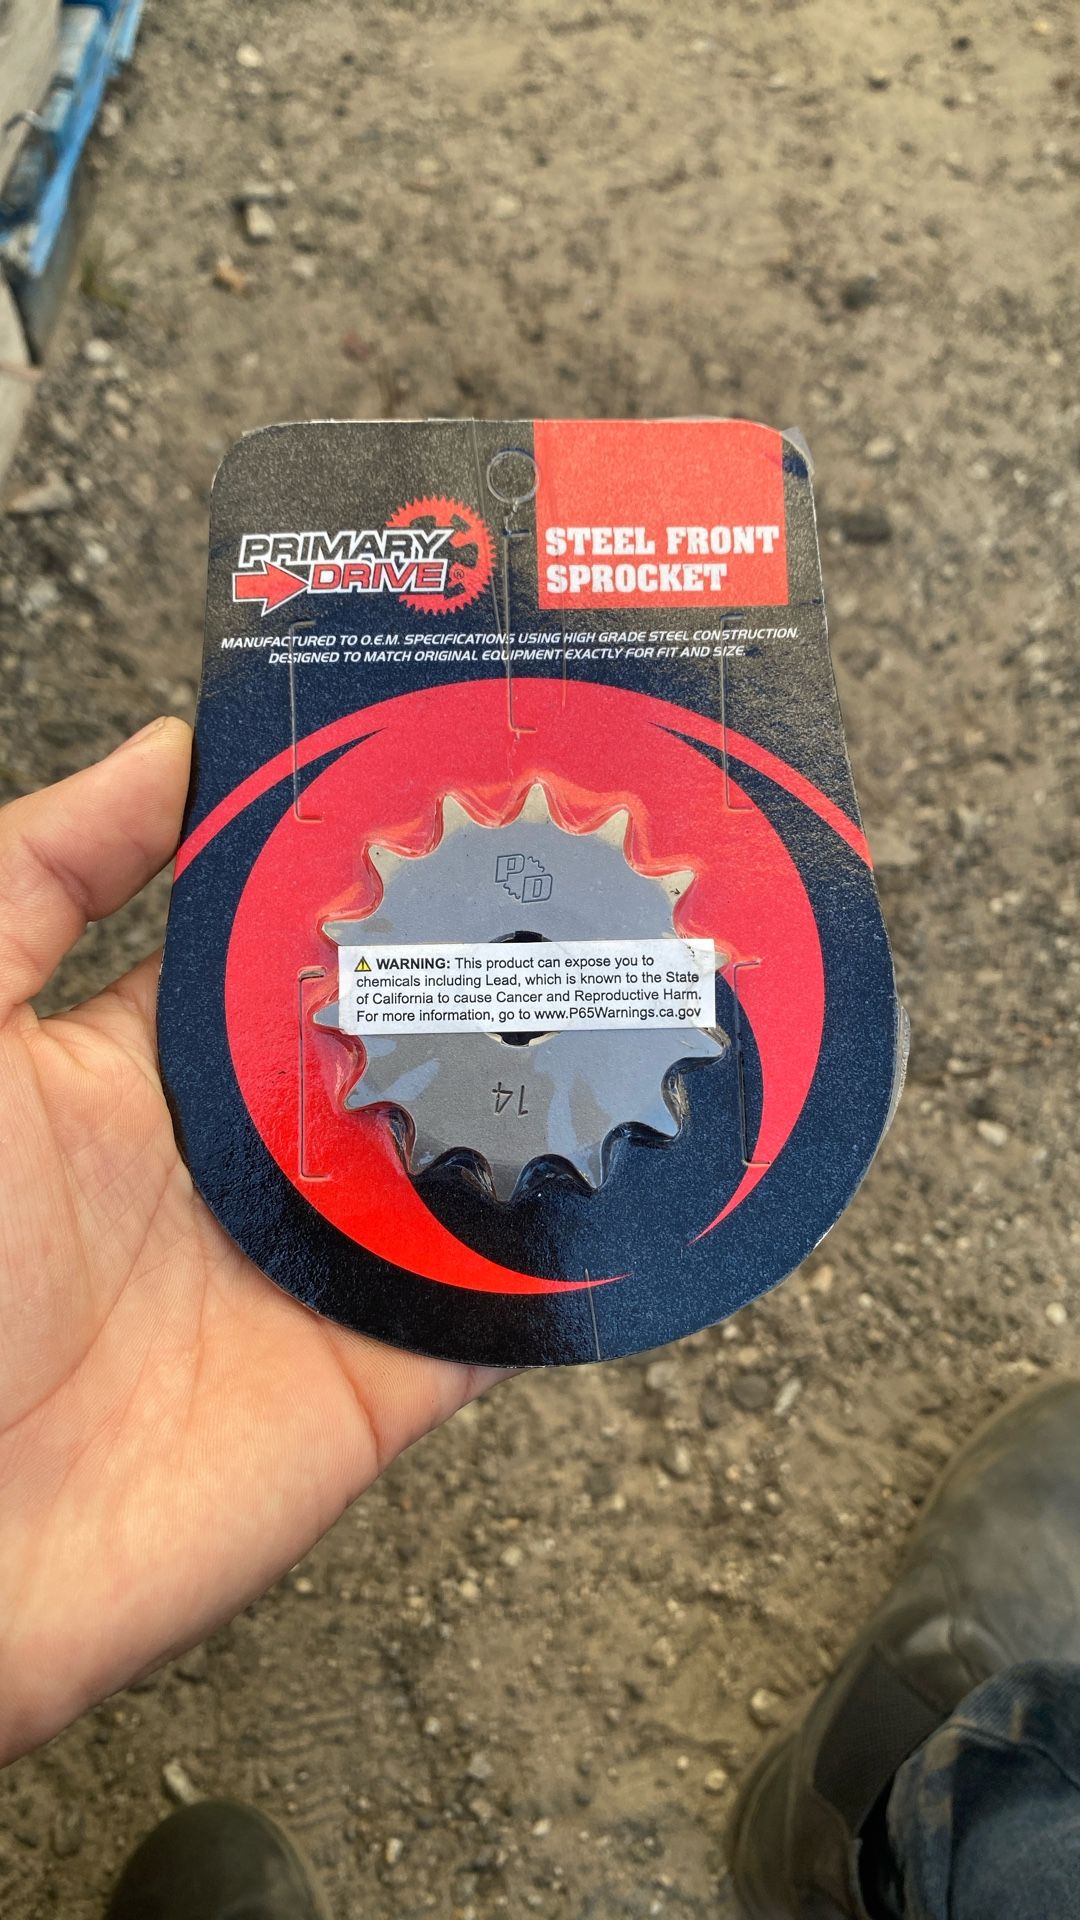 PRIMARY
DRIVE®
STEEL FRONT
SPROCKET
MANUFACTURED TO O.E.M. SPECIFICATIONS USING HIGH GRADE STEEL CONSTRUCTION.
DESIGNED TO MATCH ORIGINAL EQUIPMENT EXACTLY FOR FIT AND SIZE.
PD
WARNING: This product can expose you to
chemicals including Lead, which is known to the State
of California to cause Cancer and Reproductive Harm.
For more information, go to www.P65Warnings.ca.gov
14